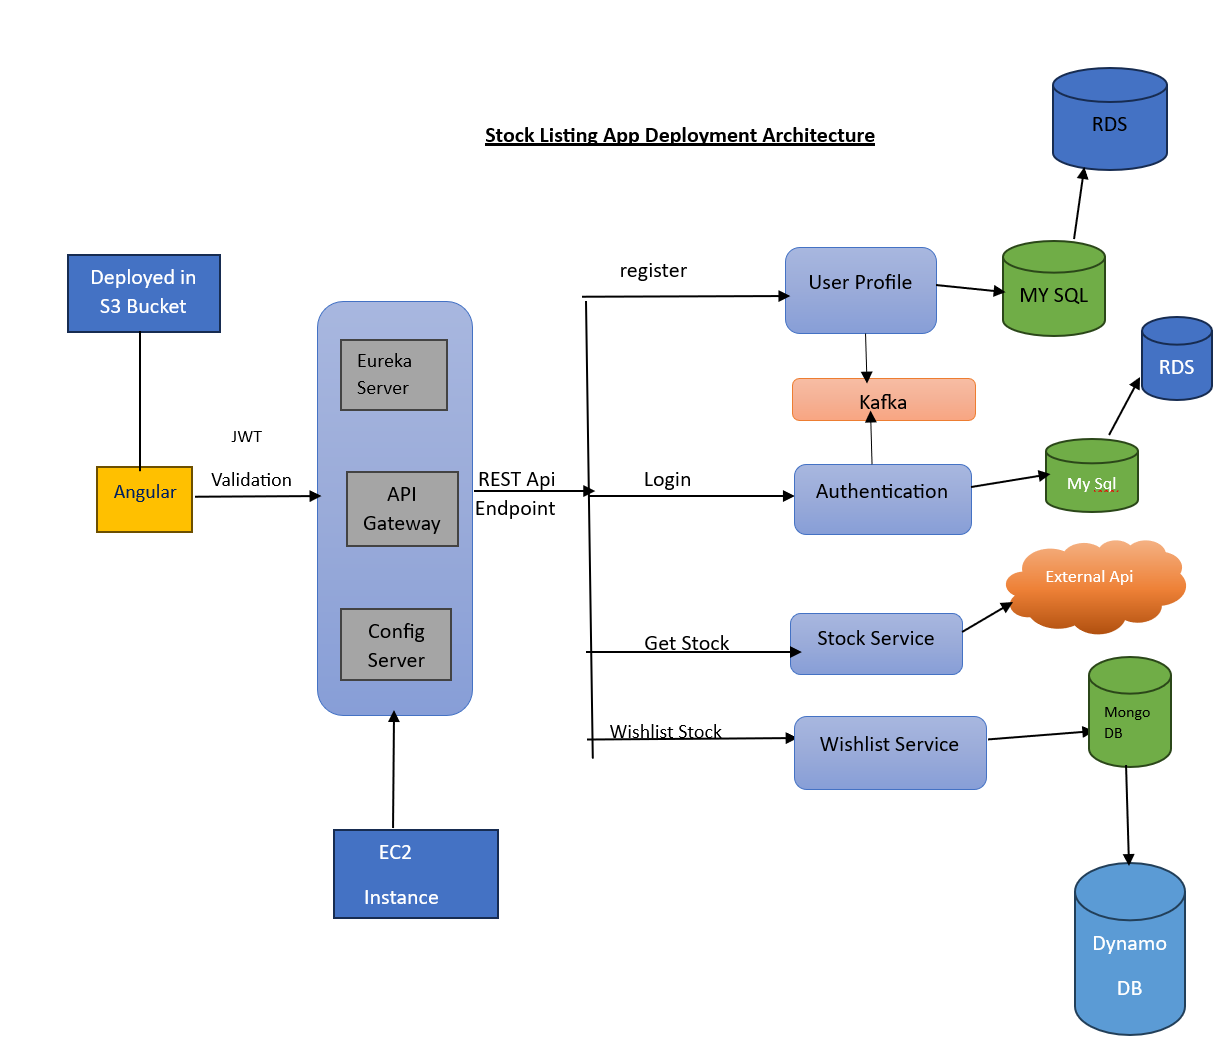 Stock Listing App Deployment Architecture
RDS
Deployed in
S3 Bucket
Angular
JWT
Validation
Eureka
Server
API
Gateway
Config
Server
EC2
Instance
REST Api
Endpoint
register
Login
Get Stock
Wishlist Stock
User Profile
Kafka
Authentication
Stock Service
Wishlist Service
MY SQL
RDS
My Sql
External Api
Mongo
DB
Dynamo
DB